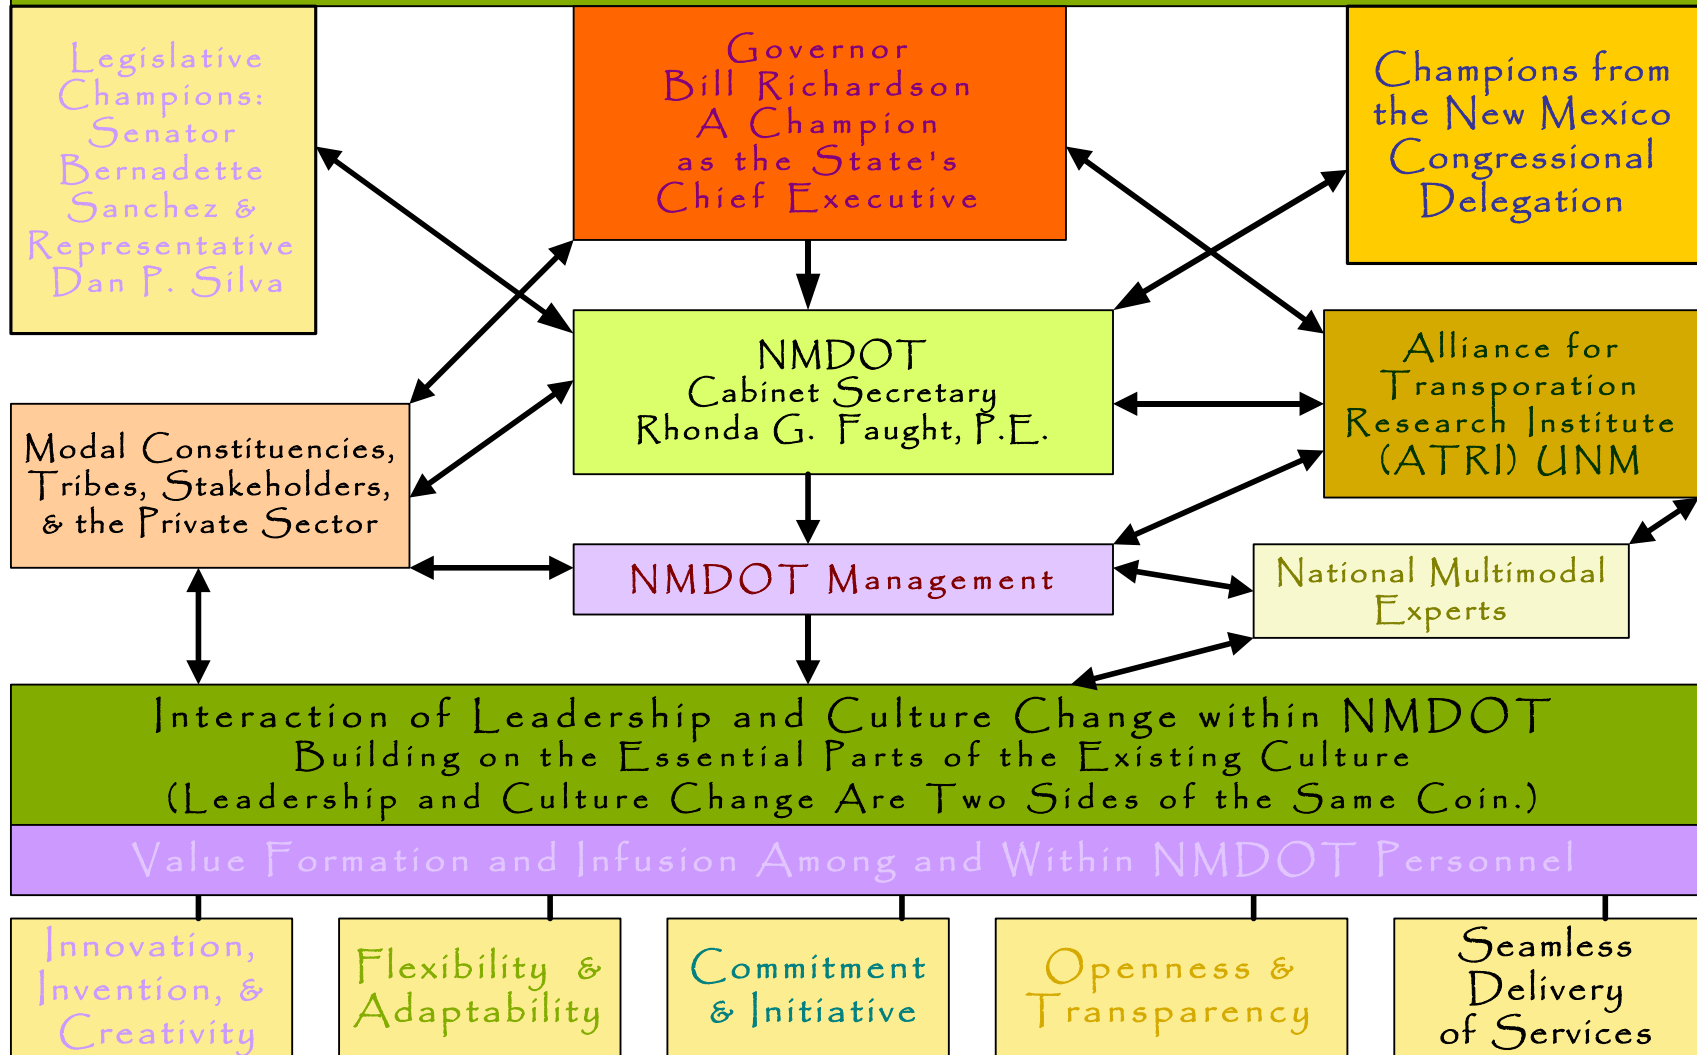 Legislative
Champions:
Senator
Bernadette
Sanchez &
Representative
Dan P. Silva
Governor
Bill Richardson
A Champion
as the State's
Chief Executive
Champions from
the New Mexico
Congressional
Delegation
NMDOT
Cabinet Secretary
Rhonda G. Faught, P.E.
Alliance for
Transporation
Research Institute
(ATRI) UNM
Modal Constituencies,
Tribes, Stakeholders,
& the Private Sector
NMDOT Management
National Multimodal
Experts
Interaction of Leadership and Culture Change within NMDOT
Building on the Essential Parts of the Existing Culture
(Leadership and Culture Change Are Two Sides of the Same Coin.)
Value Formation and Infusion Among and Within NMDOT Personnel
Innovation,
Invention, &
Creativity
Flexibility &
Adaptability
Commitment
& Initiative
Openness &
Transparency
Seamless
Delivery
of Services